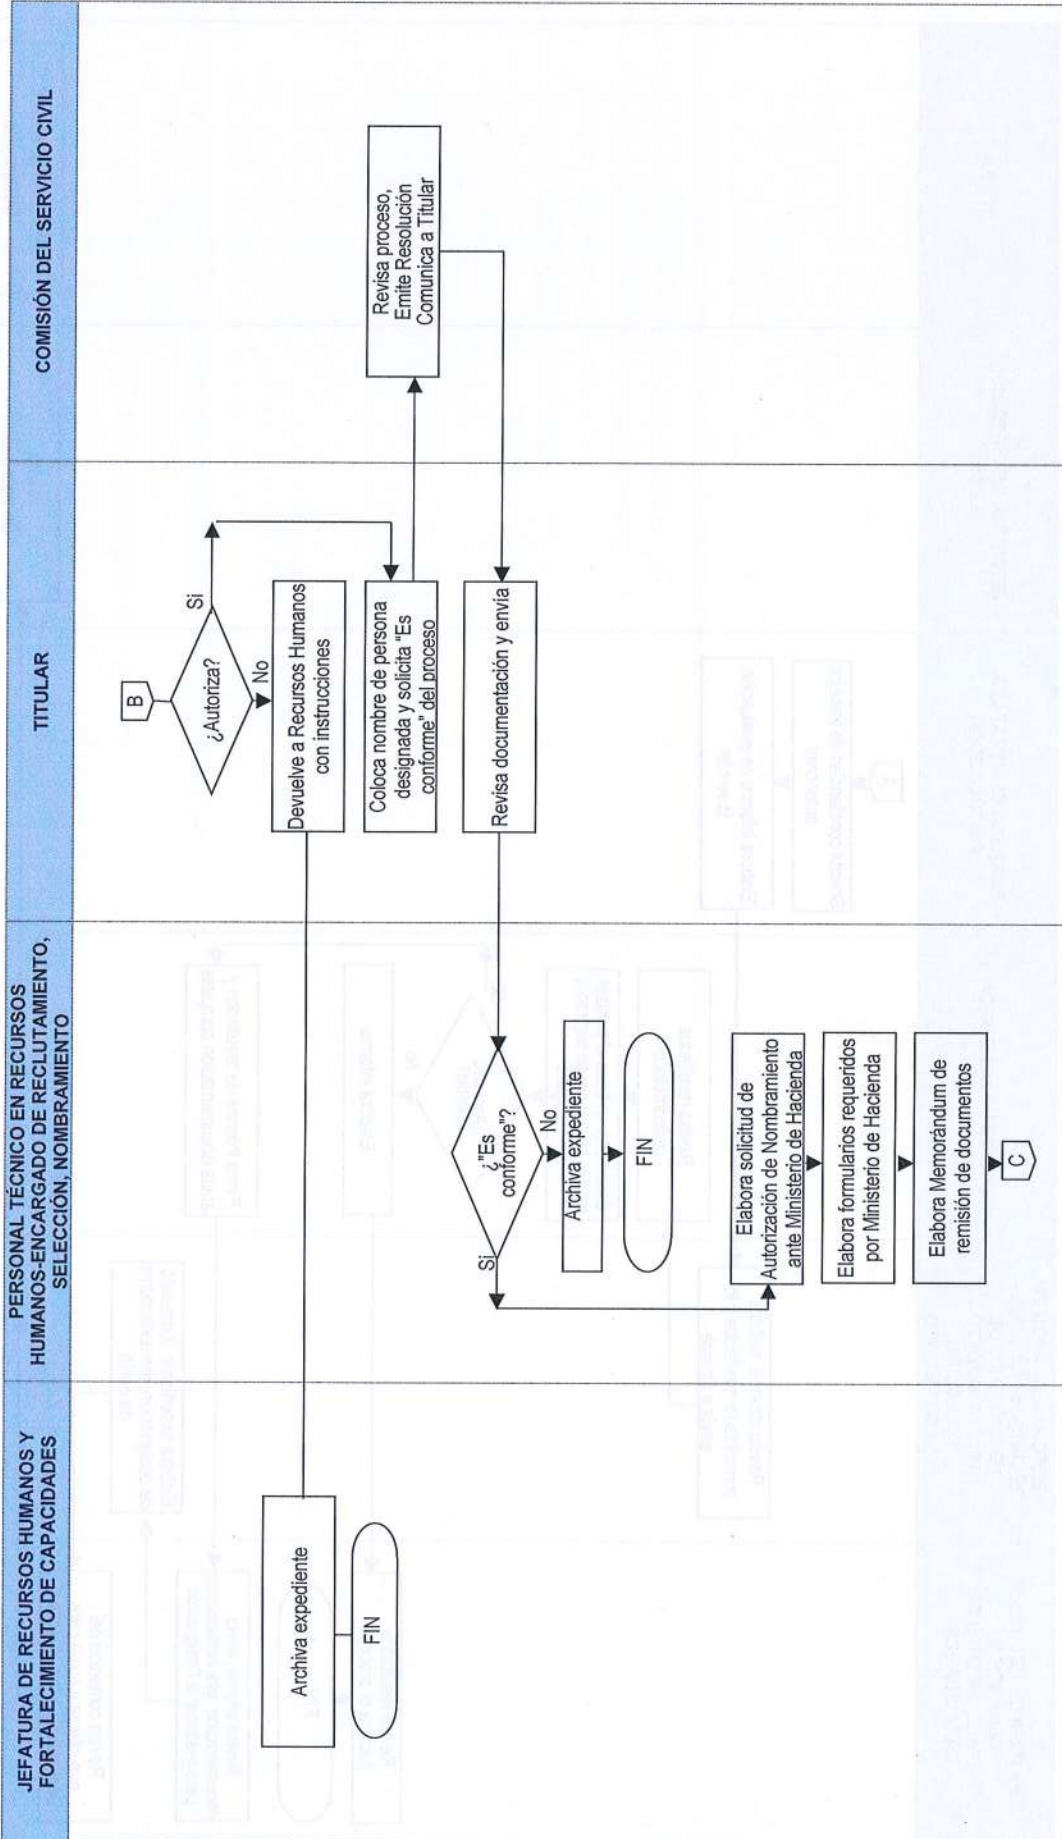 JEFATURA DE RECURSOS HUMANOS Y
FORTALECIMIENTO DE CAPACIDADES
PERSONAL TÉCNICO EN RECURSOS
HUMANOS-ENCARGADO DE RECLUTAMIENTO,
SELECCIÓN, NOMBRAMIENTO
TITULAR
COMISIÓN DEL SERVICIO CIVIL
B
¿Autoriza?
Si
No
Devuelve a Recursos Humanos
con instrucciones
Archiva expediente
FIN
Coloca nombre de persona
designada y solicita "Es
conforme" del proceso
Revisa proceso,
Emite Resolución
Comunica a Titular
Revisa documentación y envia
¿"Es
conforme"?
Si
No
Archiva expediente
FIN
Elabora solicitud de
Autorización de Nombramiento
ante Ministerio de Hacienda
Elabora formularios requeridos
por Ministerio de Hacienda
Elabora Memorándum de
remisión de documentos
C